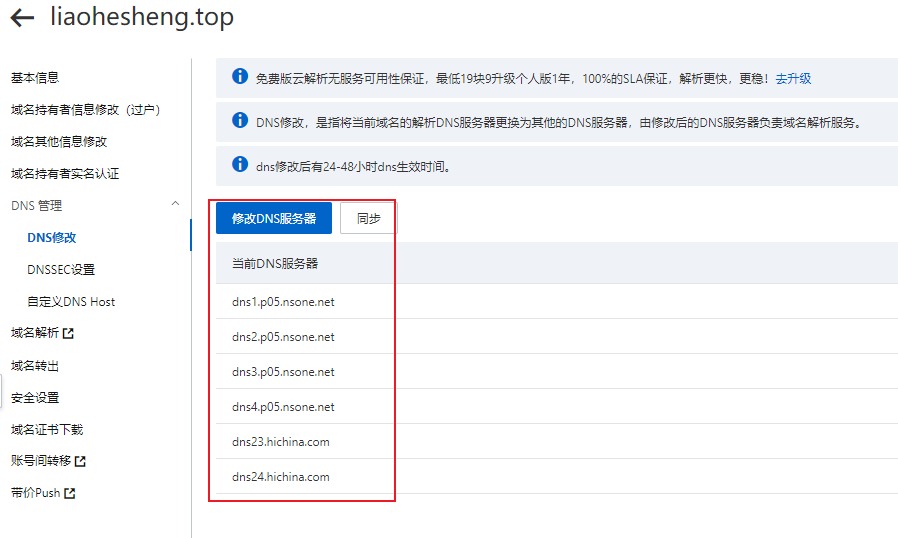 liaohesheng.top
基本信息
域名持有者信息修改（过户）
域名其他信息修改
域名持有者实名认证
DNS 管理
DNS修改
DNSSEC设置
自定义DNS Host
域名解析
域名转出
安全设置
域名证书下载
账号间转移
带价Push
免费版云解析无服务可用性保证，最低19块9升级个人版1年，100%的SLA保证，解析更快，更稳！去升级
DNS修改，是指将当前域名的解析DNS服务器更换为其他的DNS服务器，由修改后的DNS服务器负责域名解析服务。
dns修改后有24-48小时dns生效时间。
修改DNS服务器 同步
当前DNS服务器
dns1.p05.nsone.net
dns2.p05.nsone.net
dns3.p05.nsone.net
dns4.p05.nsone.net
dns23.hichina.com
dns24.hichina.com